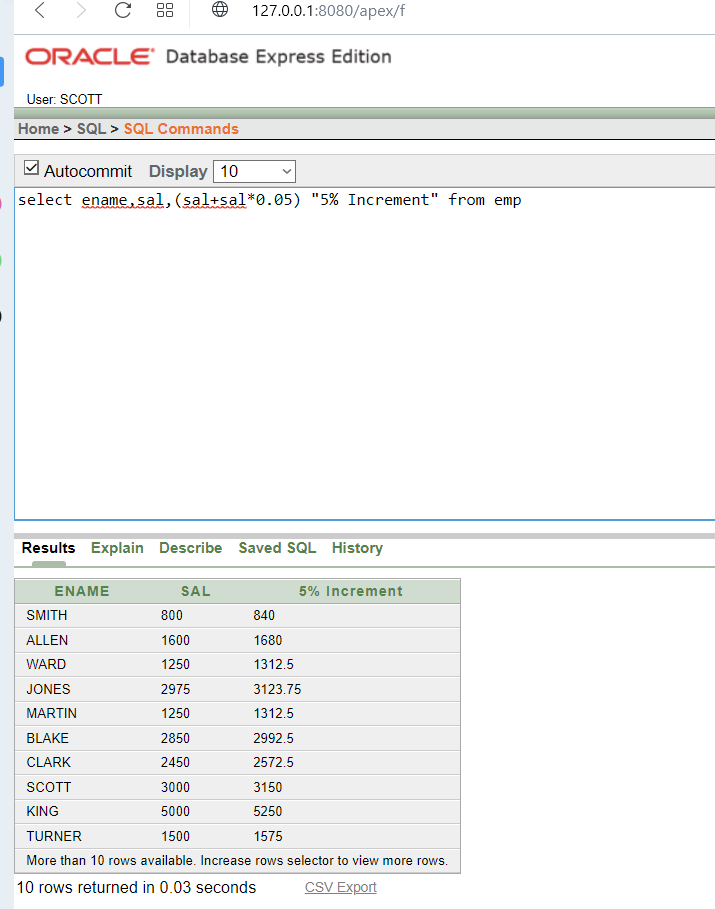 127.0.0.1:8080/apex/f
ORACLE Database Express Edition
User: SCOTT
Home > SQL > SQL Commands
Autocommit Display 10
select ename,sal,(sal+sal*0.05) "5% Increment" from emp
Results Explain Describe Saved SQL History
ENAME SAL 5% Increment
SMITH 800 840
ALLEN 1600 1680
WARD 1250 1312.5
JONES 2975 3123.75
MARTIN 1250 1312.5
BLAKE 2850 2992.5
CLARK 2450 2572.5
SCOTT 3000 3150
KING 5000 5250
TURNER 1500 1575
More than 10 rows available. Increase rows selector to view more rows.
10 rows returned in 0.03 seconds CSV Export